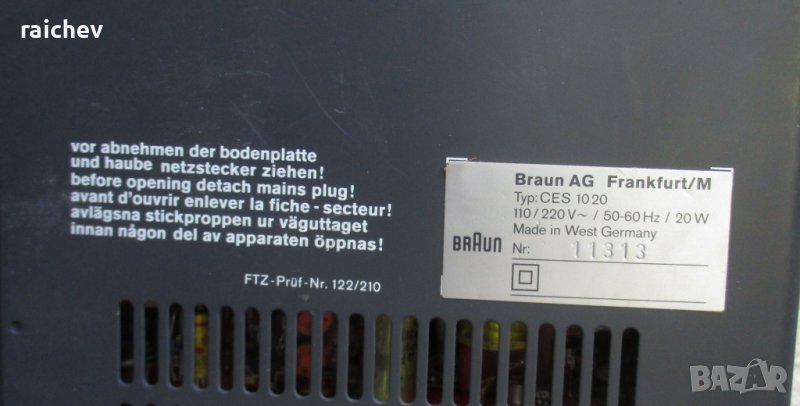 raichev
vor abnehmen der bodenplatte
und haube netzstecker ziehen!
before opening detach mains plug!
avant d'ouvrir enlever la fiche-secteur!
avlägsna stickproppen ur vägguttaget
innan någon del av apparaten öppnas!
FTZ-Prüf-Nr. 122/210
Braun AG Frankfurt/M
Typ: CES 1020
110/220 V~ / 50-60 Hz / 20 W
Made in West Germany
BRAUN Nr: 11313
BAZAR